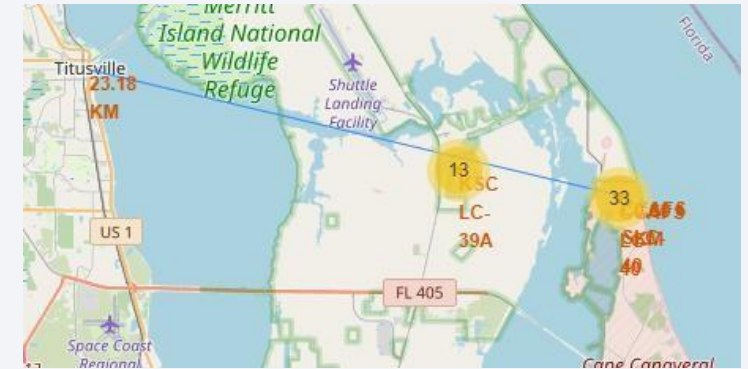 Merritt
Island National
Wildlife
Refuge
Florida
Titusville
23.18
KM
Shuttle
Landing
Facility
13
KSC
LC-
39A
33
40
US 1
FL 405
Space Coast
Regional
Cape Canaveral